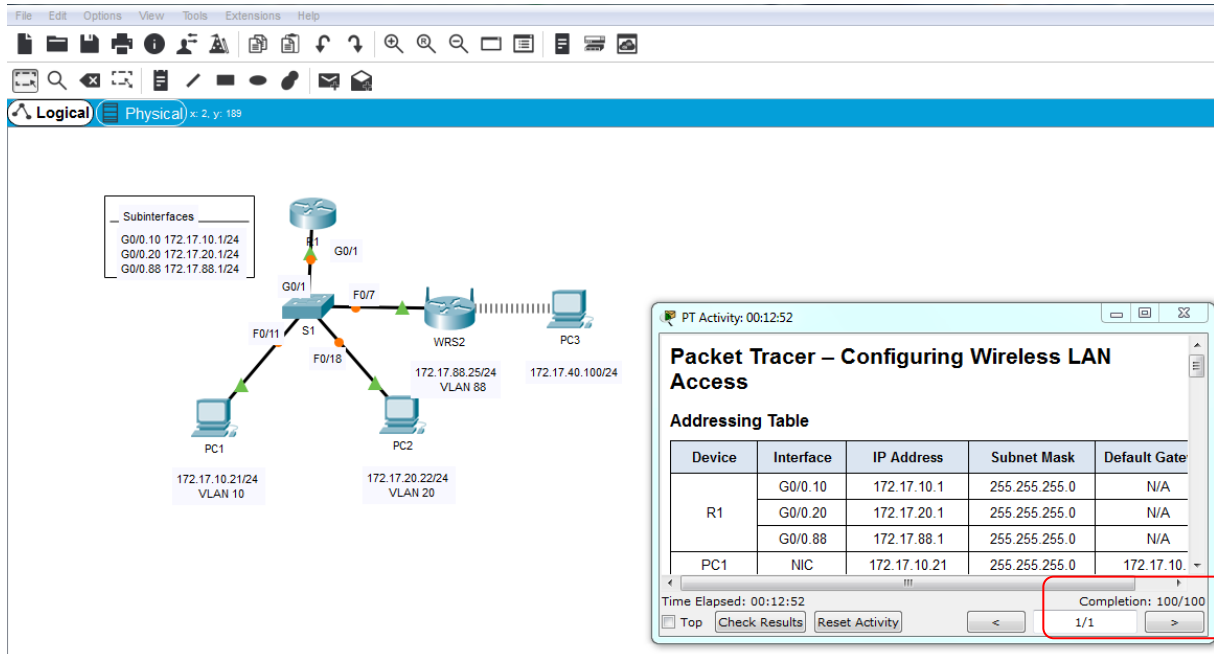 File Edit Options View Tools Extensions Help
Logical Physical x: 2, y: 189
Subinterfaces
G0/0.10 172.17.10.1/24
G0/0.20 172.17.20.1/24
G0/0.88 172.17.88.1/24
R1
G0/1
G0/1
F0/7
F0/11
S1
F0/18
WRS2
PC3
172.17.88.25/24
VLAN 88
172.17.40.100/24
PC1
PC2
172.17.10.21/24
VLAN 10
172.17.20.22/24
VLAN 20
PT Activity: 00:12:52
Packet Tracer – Configuring Wireless LAN
Access
Addressing Table
Device Interface IP Address Subnet Mask Default Gate
R1
G0/0.10 172.17.10.1 255.255.255.0 N/A
G0/0.20 172.17.20.1 255.255.255.0 N/A
G0/0.88 172.17.88.1 255.255.255.0 N/A
PC1 NIC 172.17.10.21 255.255.255.0 172.17.10.
Time Elapsed: 00:12:52 Completion: 100/100
Top Check Results Reset Activity < 1/1 >